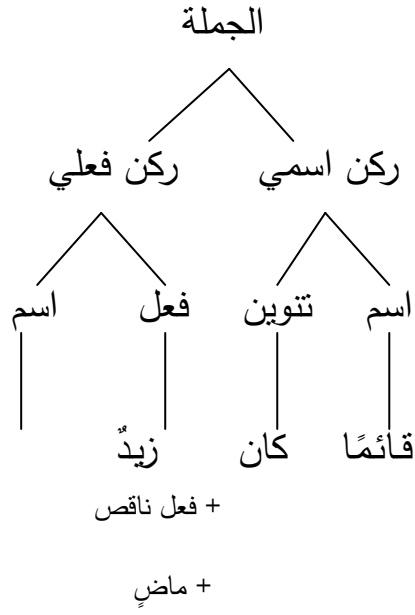 الجملة
ركن اسمي ركن فعلي
اسم تنوين فعل اسم
قائمًا كان زيدٌ
+ فعل ناقص
+ ماضٍ